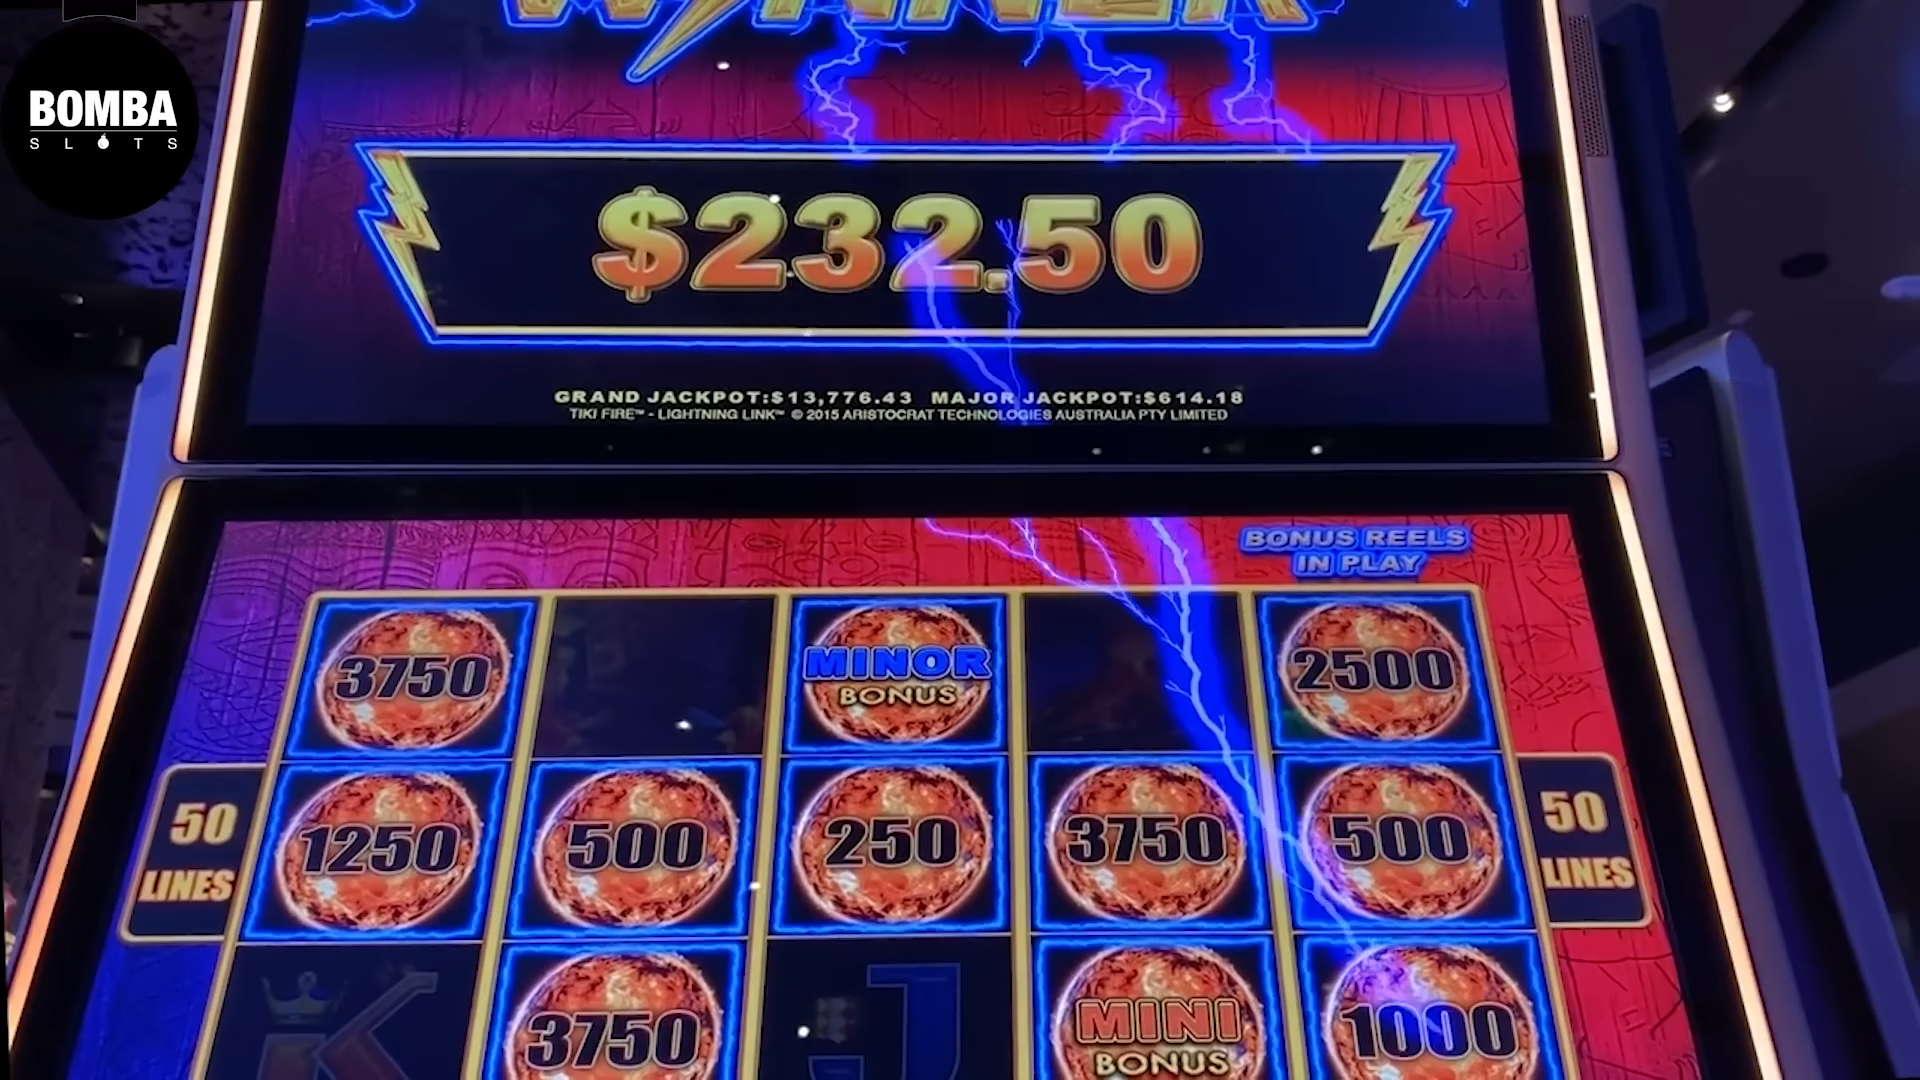 BOMBA
SLOTS
WINNER
$232.50
GRAND JACKPOT:$13,776.43 MAJOR JACKPOT:$614.18
TIKI FIRE™ - LIGHTNING LINK™ © 2015 ARISTOCRAT TECHNOLOGIES AUSTRALIA PTY LIMITED
BONUS REELS
IN PLAY
3750
MINOR
BONUS
2500
50
LINES
1250
500
250
3750
500
50
LINES
K
3750
J
MINI
BONUS
1000